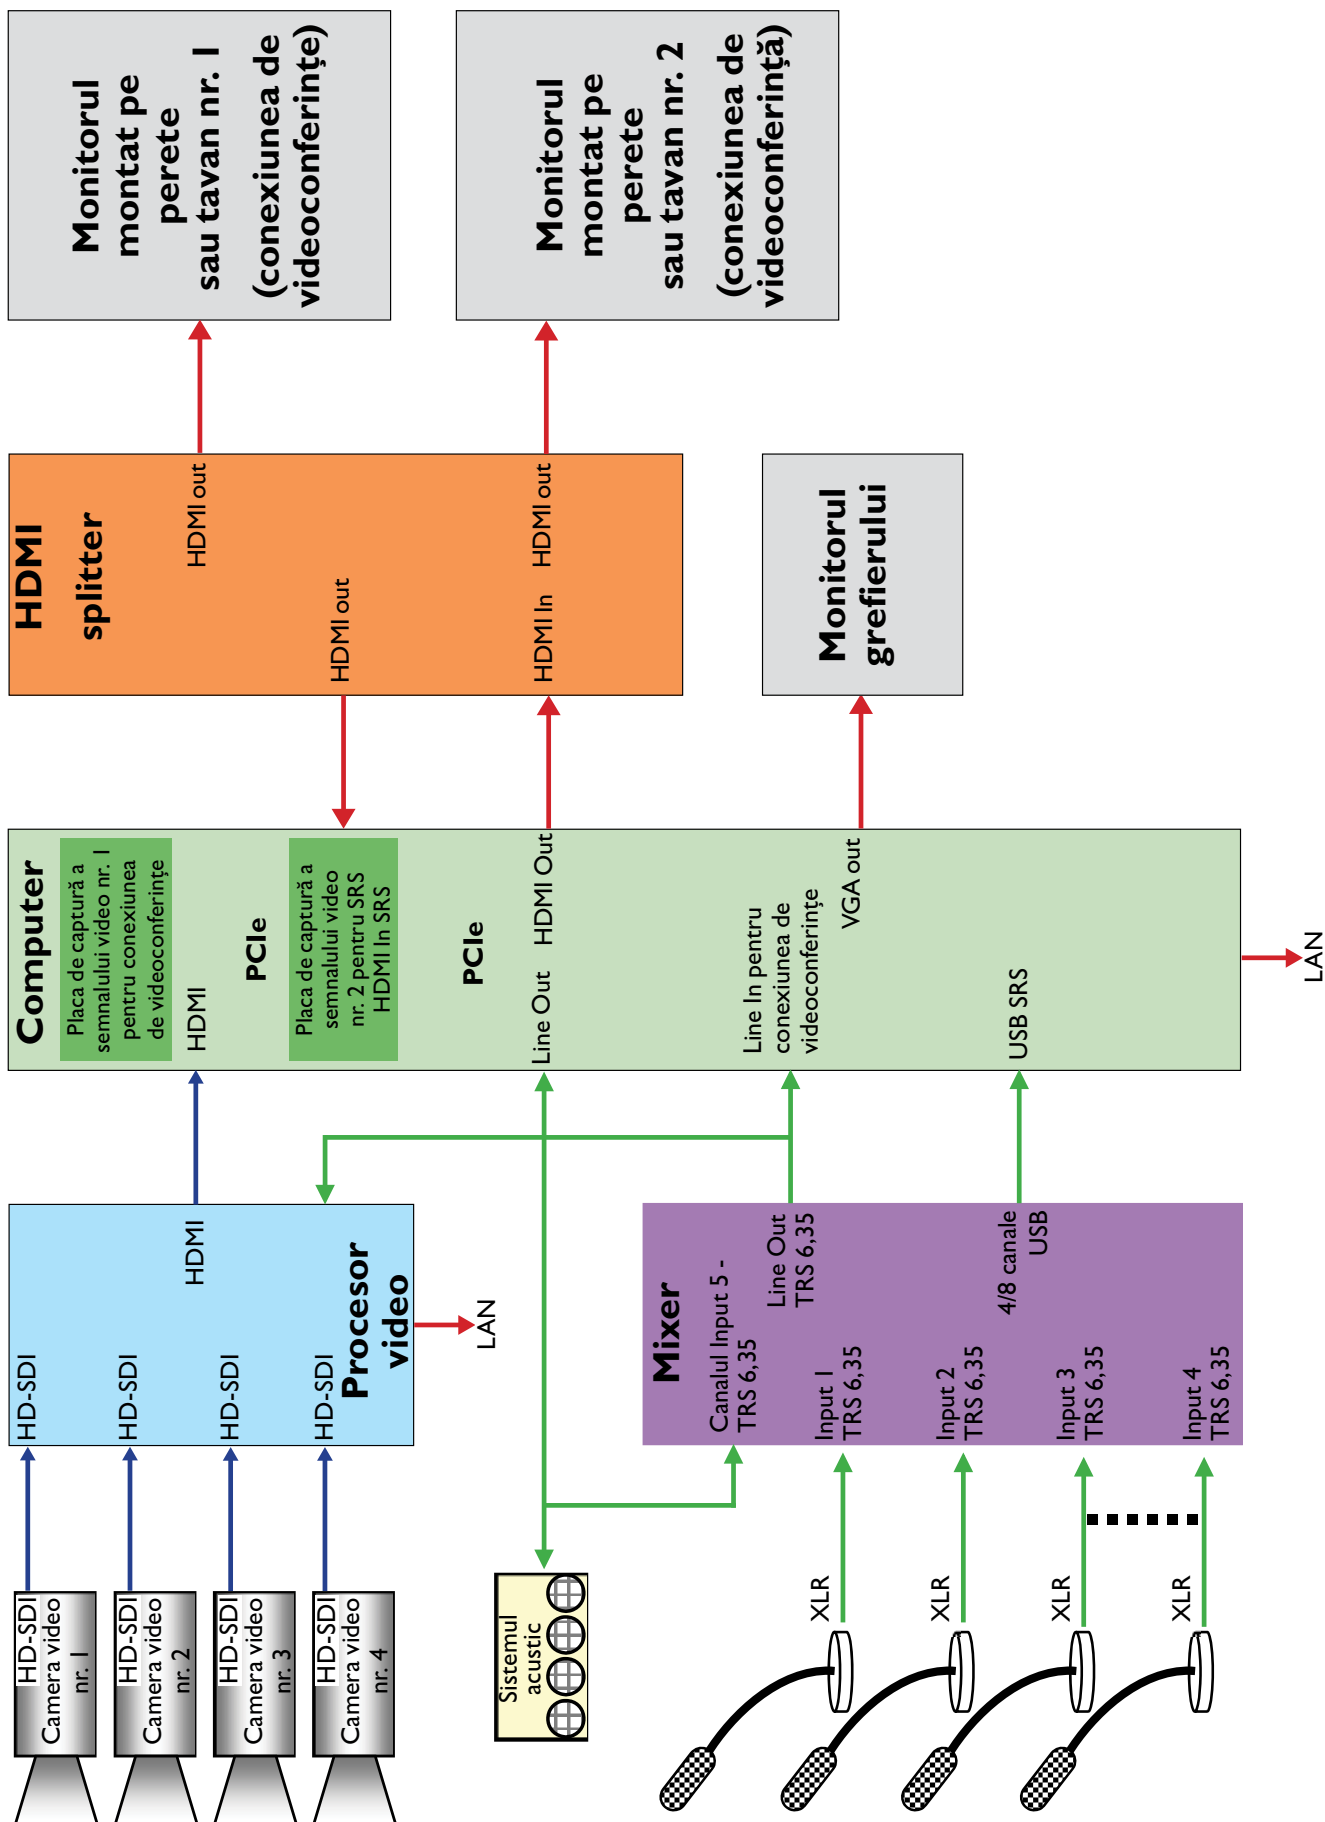 HD-SDI
Camera video
nr. 1
HD-SDI
Camera video
nr. 2
HD-SDI
Camera video
nr. 3
HD-SDI
Camera video
nr. 4
HD-SDI
HD-SDI
HD-SDI
HD-SDI
HDMI
Procesor
video
LAN
Sistemul
acustic
XLR
XLR
XLR
XLR
Mixer
Canalul Input 5 -
TRS 6,35
Input 1
TRS 6,35
Input 2
TRS 6,35
Input 3
TRS 6,35
Input 4
TRS 6,35
Line Out
TRS 6,35
4/8 canale
USB
Computer
Placa de captură a
semnalului video nr. 1
pentru conexiunea
de videoconferințe
HDMI
PCIe
Placa de captură a
semnalului video
nr. 2 pentru SRS
HDMI In SRS
PCIe
Line Out
HDMI Out
Line In pentru
conexiunea de
videoconferințe
VGA out
USB SRS
LAN
HDMI
splitter
HDMI out
HDMI out
HDMI In
HDMI out
Monitorul
grefierului
Monitorul
montat pe
perete
sau tavan nr. 1
(conexiunea de
videoconferințe)
Monitorul
montat pe
perete
sau tavan nr. 2
(conexiunea de
videoconferință)